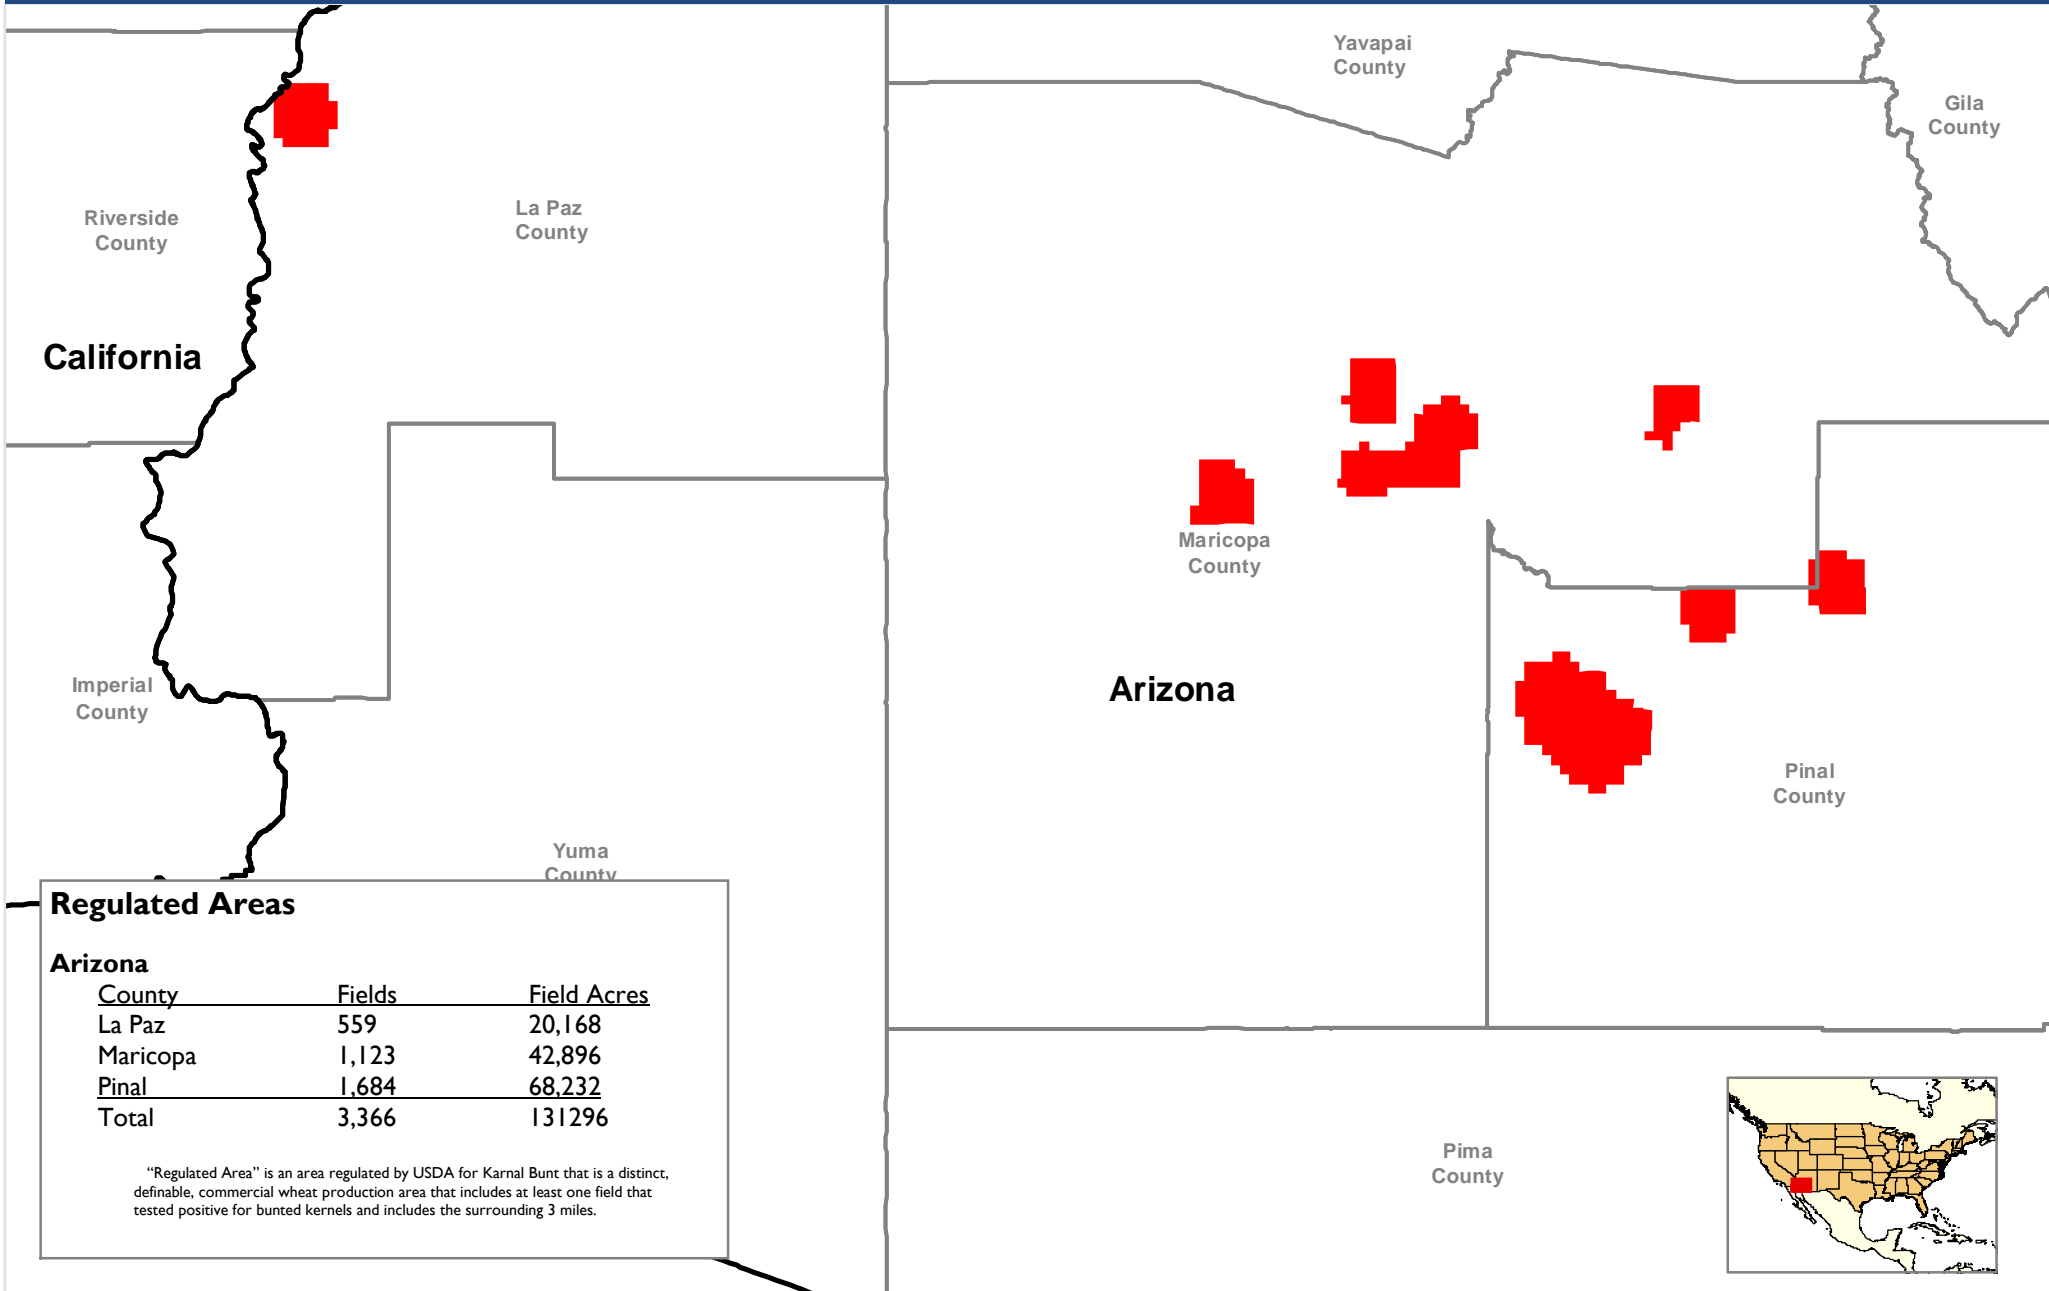 Yavapai
County
Gila
County
La Paz
County
Riverside
County
California
Maricopa
County
Arizona
Imperial
County
Pinal
County
Yuma
County
Regulated Areas
Arizona
County Fields Field Acres
La Paz 559 20,168
Maricopa 1,123 42,896
Pinal 1,684 68,232
Total 3,366 131296
“Regulated Area” is an area regulated by USDA for Karnal Bunt that is a distinct,
definable, commercial wheat production area that includes at least one field that
tested positive for bunted kernels and includes the surrounding 3 miles.
Pima
County